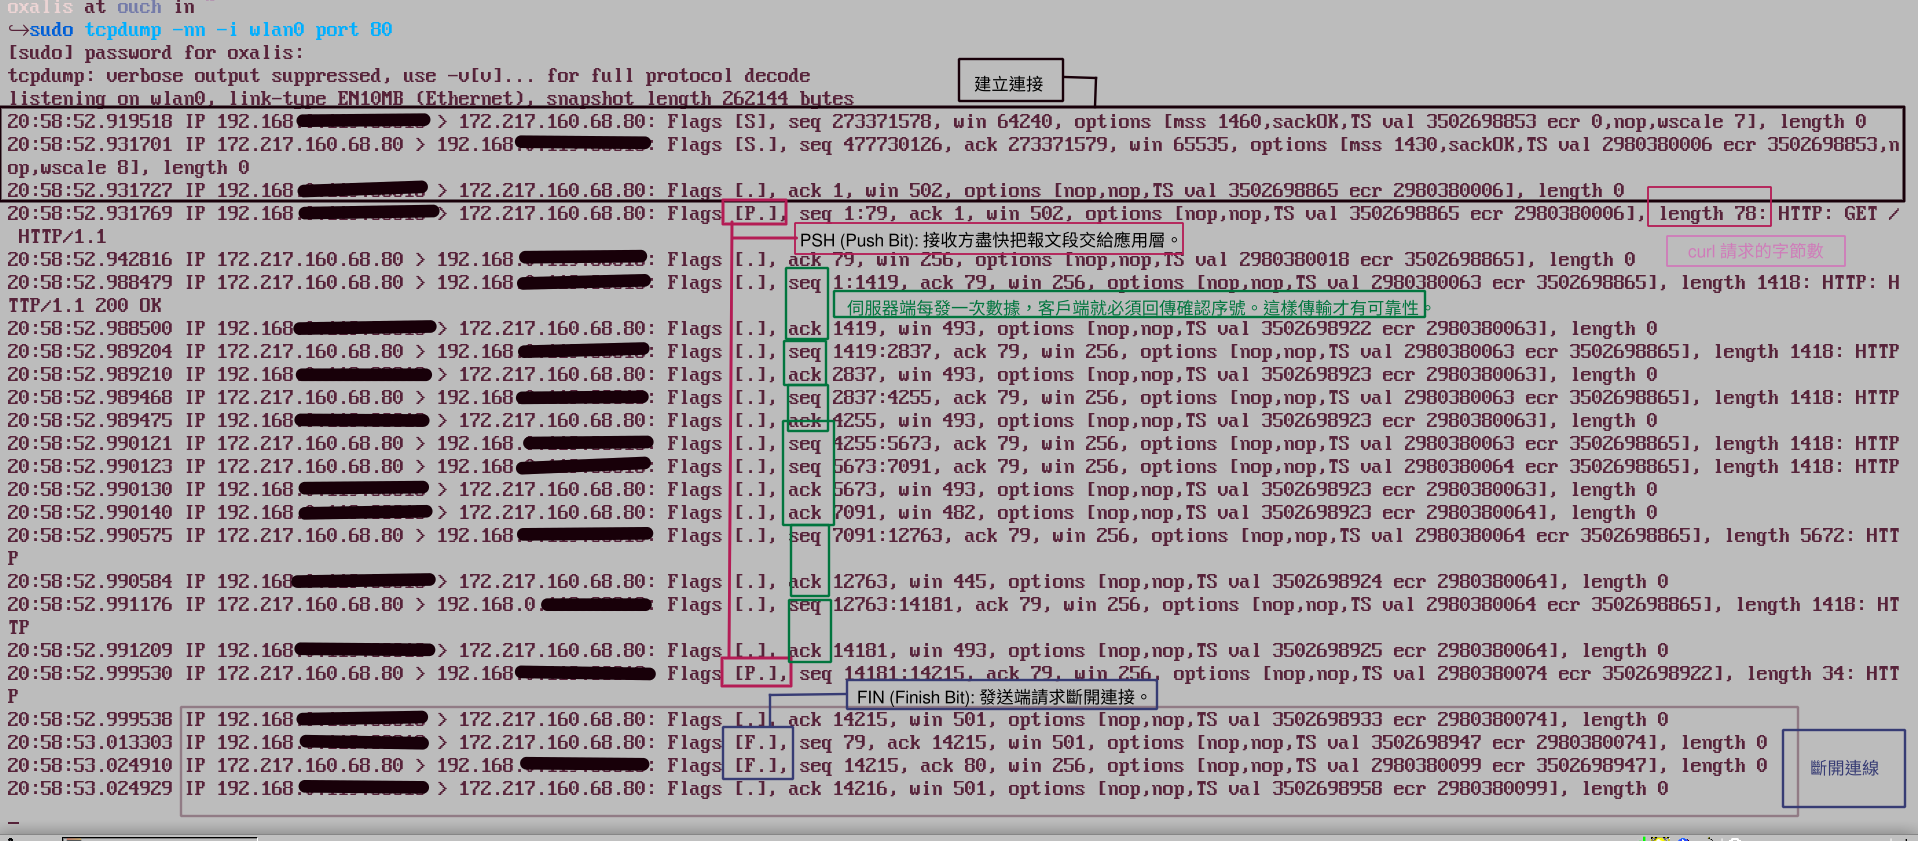 oxalis at ouch in ~
↪sudo tcpdump -nn -i wlan0 port 80
[sudo] password for oxalis:
tcpdump: verbose output suppressed, use -v[v]... for full protocol decode
listening on wlan0, link-type EN10MB (Ethernet), snapshot length 262144 bytes
建立連接
20:58:52.919518 IP 192.168 > 172.217.160.68.80: Flags [S], seq 273371578, win 64240, options [mss 1460,sackOK,TS val 3502698853 ecr 0,nop,wscale 7], length 0
20:58:52.931701 IP 172.217.160.68.80 > 192.168 : Flags [S.], seq 477730126, ack 273371579, win 65535, options [mss 1430,sackOK,TS val 2980380006 ecr 3502698853,n
op,wscale 8], length 0
20:58:52.931727 IP 192.168 > 172.217.160.68.80: Flags [.], ack 1, win 502, options [nop,nop,TS val 3502698865 ecr 2980380006], length 0
20:58:52.931769 IP 192.168 > 172.217.160.68.80: Flags [P.], seq 1:79, ack 1, win 502, options [nop,nop,TS val 3502698865 ecr 2980380006], length 78: HTTP: GET /
HTTP/1.1
PSH (Push Bit): 接收方盡快把報文段交給應用層。
curl 請求的字節數
20:58:52.942816 IP 172.217.160.68.80 > 192.168 : Flags [.], ack 79, win 256, options [nop,nop,TS val 2980380018 ecr 3502698865], length 0
20:58:52.988479 IP 172.217.160.68.80 > 192.168. : Flags [.], seq 1:1419, ack 79, win 256, options [nop,nop,TS val 2980380063 ecr 3502698865], length 1418: HTTP: H
TTP/1.1 200 OK
伺服器端每發一次數據，客戶端就必須回傳確認序號。這樣傳輸才有可靠性。
20:58:52.988500 IP 192.168 > 172.217.160.68.80: Flags [.], ack 1419, win 493, options [nop,nop,TS val 3502698922 ecr 2980380063], length 0
20:58:52.989204 IP 172.217.160.68.80 > 192.168. : Flags [.], seq 1419:2837, ack 79, win 256, options [nop,nop,TS val 2980380063 ecr 3502698865], length 1418: HTTP
20:58:52.989210 IP 192.168 > 172.217.160.68.80: Flags [.], ack 2837, win 493, options [nop,nop,TS val 3502698923 ecr 2980380063], length 0
20:58:52.989468 IP 172.217.160.68.80 > 192.168. : Flags [.], seq 2837:4255, ack 79, win 256, options [nop,nop,TS val 2980380063 ecr 3502698865], length 1418: HTTP
20:58:52.989475 IP 192.168 > 172.217.160.68.80: Flags [.], ack 4255, win 493, options [nop,nop,TS val 3502698923 ecr 2980380063], length 0
20:58:52.990121 IP 172.217.160.68.80 > 192.168. : Flags [.], seq 4255:5673, ack 79, win 256, options [nop,nop,TS val 2980380063 ecr 3502698865], length 1418: HTTP
20:58:52.990123 IP 172.217.160.68.80 > 192.168. : Flags [.], seq 5673:7091, ack 79, win 256, options [nop,nop,TS val 2980380064 ecr 3502698865], length 1418: HTTP
20:58:52.990130 IP 192.168. > 172.217.160.68.80: Flags [.], ack 5673, win 493, options [nop,nop,TS val 3502698923 ecr 2980380063], length 0
20:58:52.990140 IP 192.168. > 172.217.160.68.80: Flags [.], ack 7091, win 482, options [nop,nop,TS val 3502698923 ecr 2980380064], length 0
20:58:52.990575 IP 172.217.160.68.80 > 192.168 : Flags [.], seq 7091:12763, ack 79, win 256, options [nop,nop,TS val 2980380064 ecr 3502698865], length 5672: HTT
P
20:58:52.990584 IP 192.168 > 172.217.160.68.80: Flags [.], ack 12763, win 445, options [nop,nop,TS val 3502698924 ecr 2980380064], length 0
20:58:52.991176 IP 172.217.160.68.80 > 192.168.0 : Flags [.], seq 12763:14181, ack 79, win 256, options [nop,nop,TS val 2980380064 ecr 3502698865], length 1418: HT
TP
20:58:52.991209 IP 192.168 > 172.217.160.68.80: Flags [.], ack 14181, win 493, options [nop,nop,TS val 3502698925 ecr 2980380064], length 0
20:58:52.999530 IP 172.217.160.68.80 > 192.168 : Flags [P.], seq 14181:14215, ack 79, win 256, options [nop,nop,TS val 2980380074 ecr 3502698922], length 34: HTT
P
FIN (Finish Bit): 發送端請求斷開連接。
20:58:52.999538 IP 192.168. > 172.217.160.68.80: Flags [.], ack 14215, win 501, options [nop,nop,TS val 3502698933 ecr 2980380074], length 0
20:58:53.013303 IP 192.168. > 172.217.160.68.80: Flags [F.], seq 79, ack 14215, win 501, options [nop,nop,TS val 3502698947 ecr 2980380074], length 0
20:58:53.024910 IP 172.217.160.68.80 > 192.168. : Flags [F.], seq 14215, ack 80, win 256, options [nop,nop,TS val 2980380099 ecr 3502698947], length 0
斷開連線
20:58:53.024929 IP 192.168. > 172.217.160.68.80: Flags [.], ack 14216, win 501, options [nop,nop,TS val 3502698958 ecr 2980380099], length 0